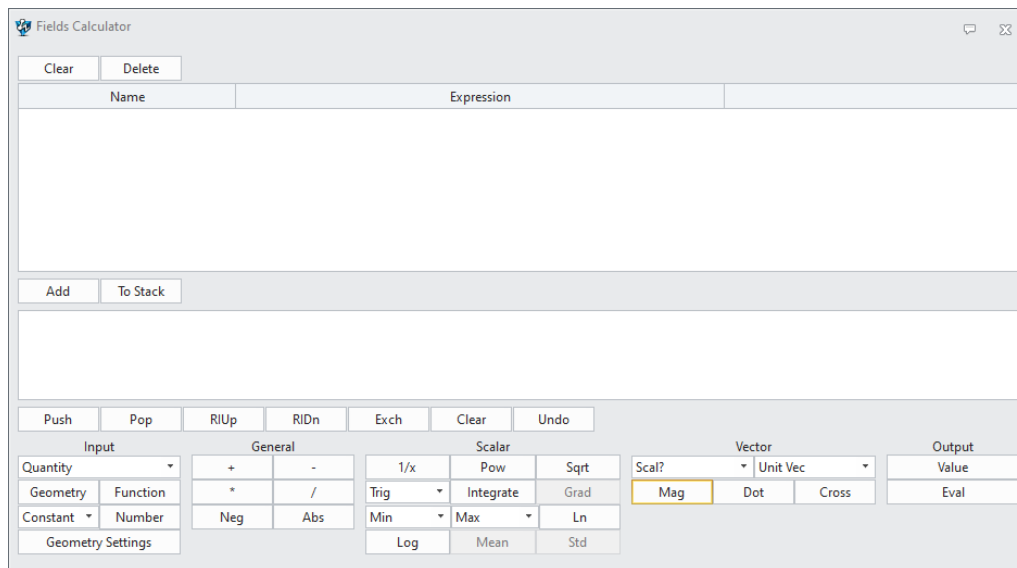 Fields Calculator
Clear Delete
Name Expression
Add To Stack
Push Pop RlUp RlDn Exch Clear Undo
Input General Scalar Vector Output
Quantity + - 1/x Pow Sqrt Scal? Unit Vec Value
Geometry Function * / Trig Integrate Grad Mag Dot Cross Eval
Constant Number Neg Abs Min Max Ln
Geometry Settings Log Mean Std